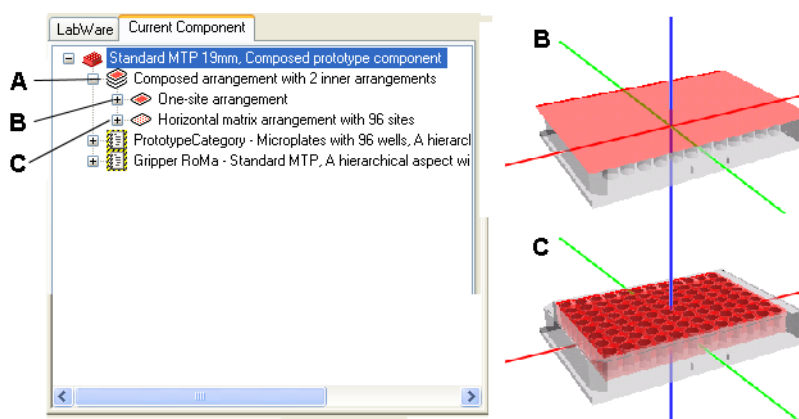 LabWare Current Component
Standard MTP 19mm, Composed prototype component
A
Composed arrangement with 2 inner arrangements
B
One-site arrangement
C
Horizontal matrix arrangement with 96 sites
PrototypeCategory - Microplates with 96 wells, A hierarcl
Gripper RoMa - Standard MTP, A hierarchical aspect wi
B
C